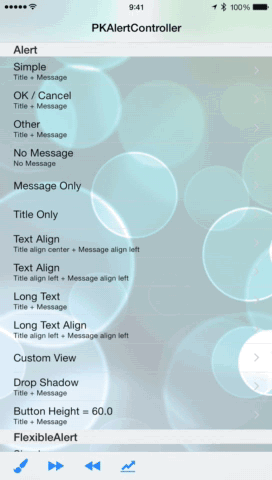 9:41
100%
PKAlertController
Alert
Simple
Title + Message
OK / Cancel
Title + Message
Other
Title + Message
No Message
No Message
Message Only
Title Only
Text Align
Title align center + Message align left
Text Align
Title align left + Message align left
Long Text
Title + Message
Long Text Align
Title align left + Message align left
Custom View
Drop Shadow
Title + Message
Button Height = 60.0
Title + Message
FlexibleAlert